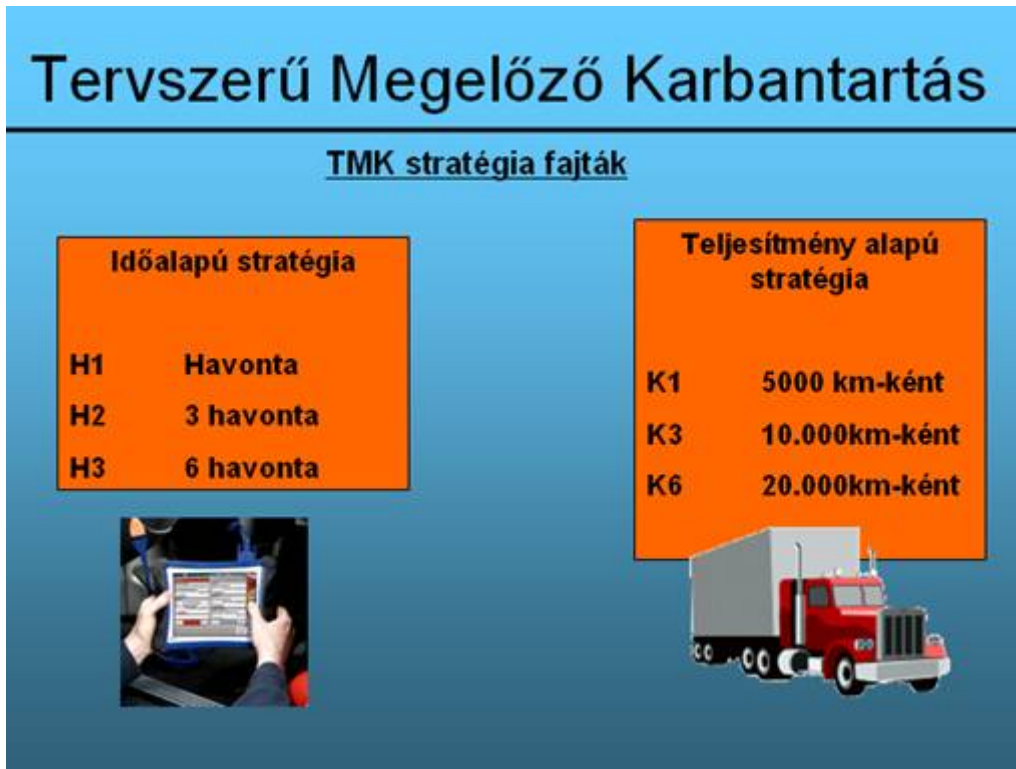 Tervszerű Megelőző Karbantartás
TMK stratégia fajták
Időalapú stratégia
H1 Havonta
H2 3 havonta
H3 6 havonta
Teljesítmény alapú
stratégia
K1 5000 km-ként
K3 10.000km-ként
K6 20.000km-ként